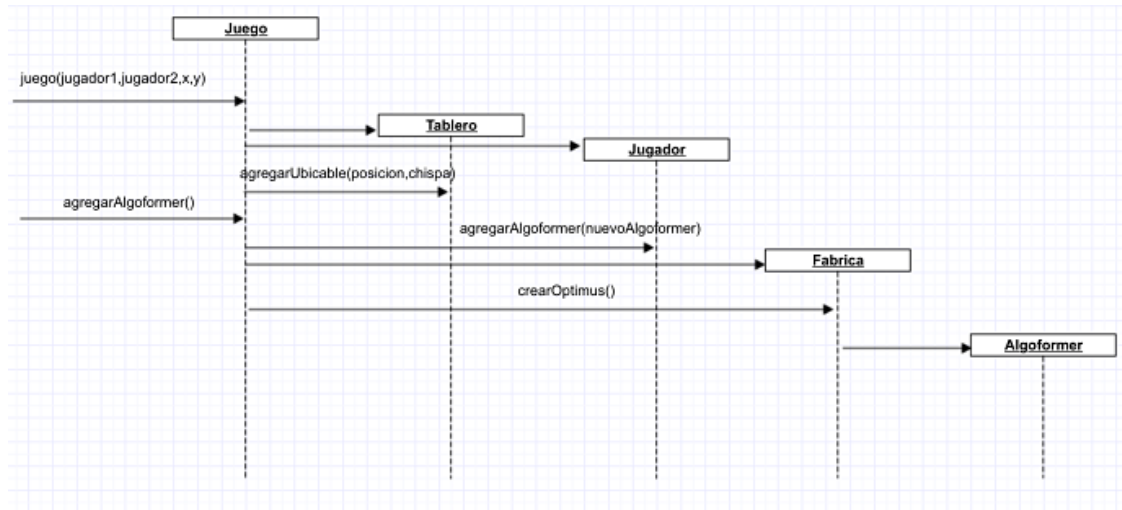 Juego
juego(jugador1,jugador2,x,y)
Tablero
Jugador
agregarUbicable(posicion,chispa)
agregarAlgoformer()
agregarAlgoformer(nuevoAlgoformer)
Fabrica
crearOptimus()
Algoformer